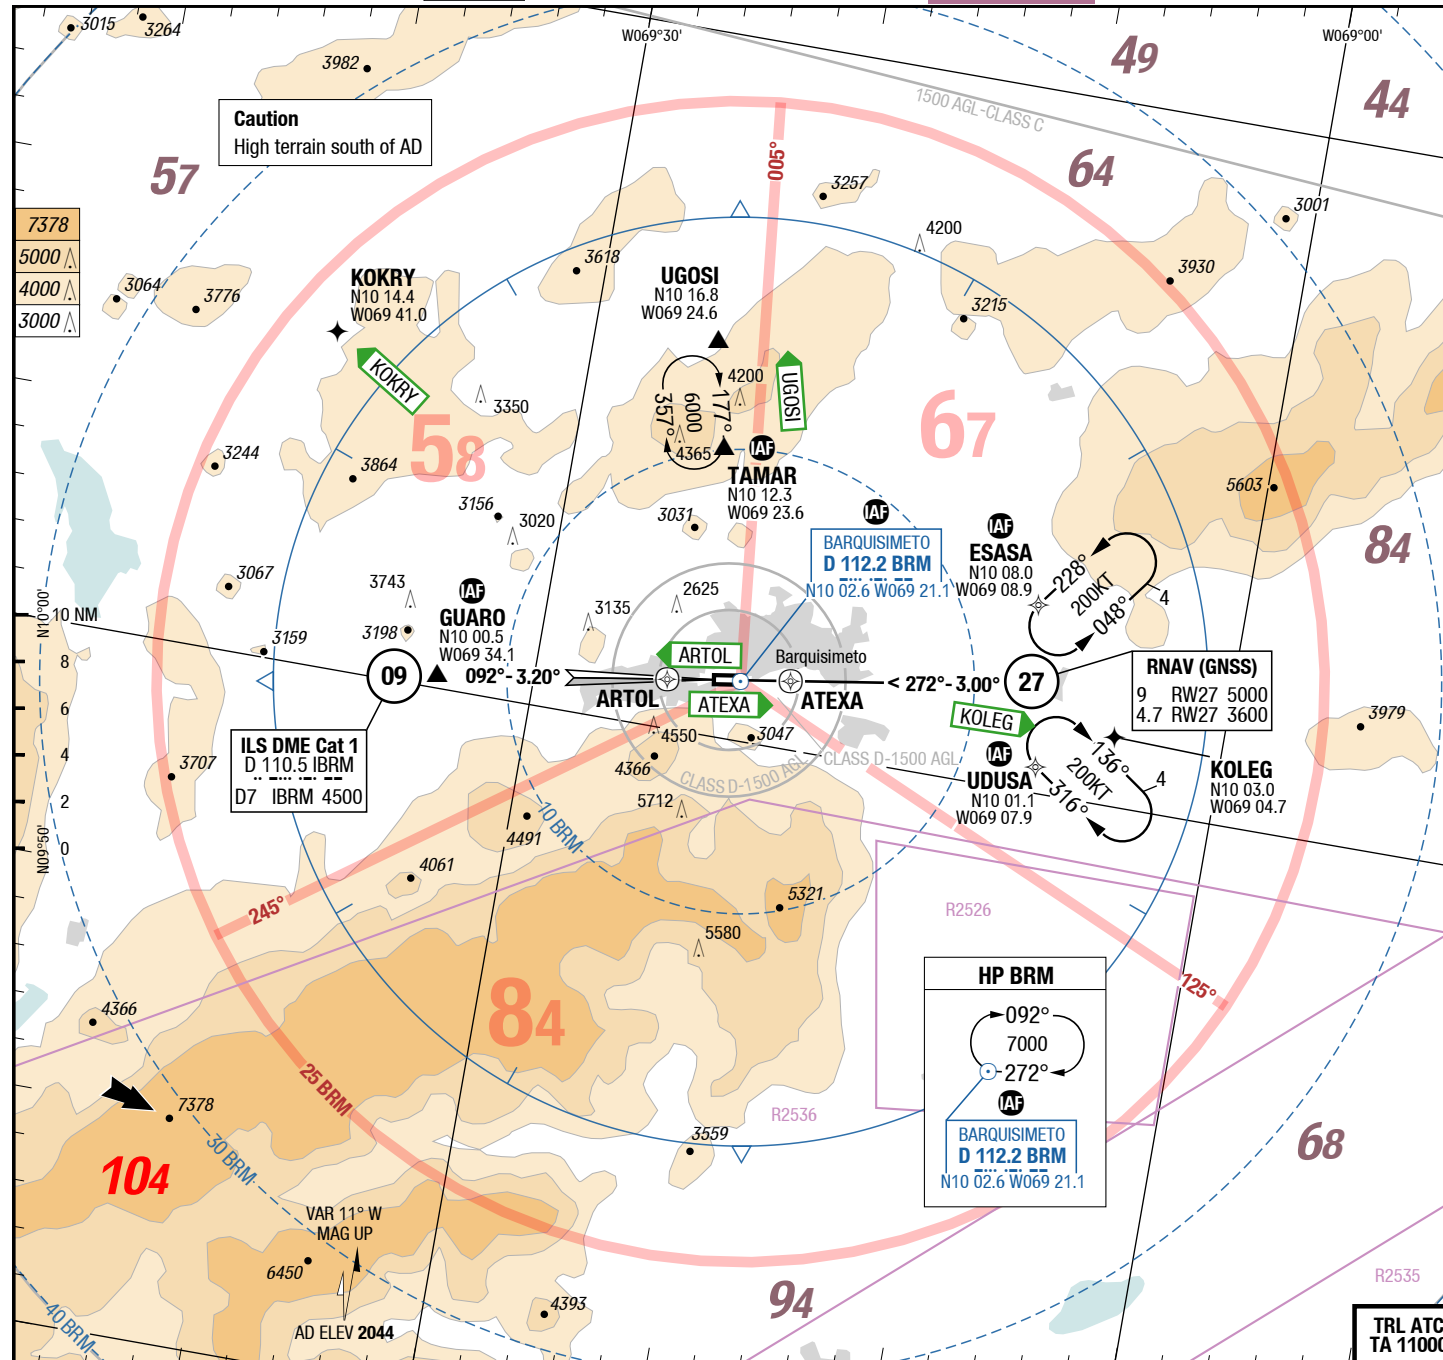 3015
3264
3982
W069°30'
W069°00'
49
44
1500 AGL-CLASS C
Caution
High terrain south of AD
57
64
005°
3257
3001
7378
5000
4000
3000
4200
3064
3776
KOKRY
N10 14.4
W069 41.0
3618
UGOSI
N10 16.8
W069 24.6
3930
3215
KOKRY
UGOSI
3350
4200
357°
6000
177°
4365
58
67
3244
3864
IAF
TAMAR
N10 12.3
W069 23.6
5603
3156
3020
3031
IAF
BARQUISIMETO
D 112.2 BRM
N10 02.6 W069 21.1
IAF
ESASA
N10 08.0
W069 08.9
228°
200KT
048°
4
84
3067
3743
3198
IAF
GUARO
N10 00.5
W069 34.1
3135
2625
N10°00'
10 NM
8
6
4
2
0
N09°50'
3159
09
092°- 3.20°
ARTOL
ARTOL
Barquisimeto
ATEXA
ATEXA
< 272°- 3.00°
27
RNAV (GNSS)
9 RW27 5000
4.7 RW27 3600
KOLEG
3979
ILS DME Cat 1
D 110.5 IBRM
D7 IBRM 4500
3707
4550
4366
3047
CLASS D-1500 AGL
CLASS D-1500 AGL
IAF
UDUSA
N10 01.1
W069 07.9
136°
200KT
316°
4
KOLEG
N10 03.0
W069 04.7
5712
4491
10 BRM
4061
245°
5321
R2526
5580
125°
HP BRM
092°
7000
272°
IAF
BARQUISIMETO
D 112.2 BRM
N10 02.6 W069 21.1
84
4366
25 BRM
7378
R2536
3559
30 BRM
104
68
VAR 11° W
MAG UP
6450
94
R2535
4393
40 BRM
AD ELEV 2044
TRL ATC
TA 11000